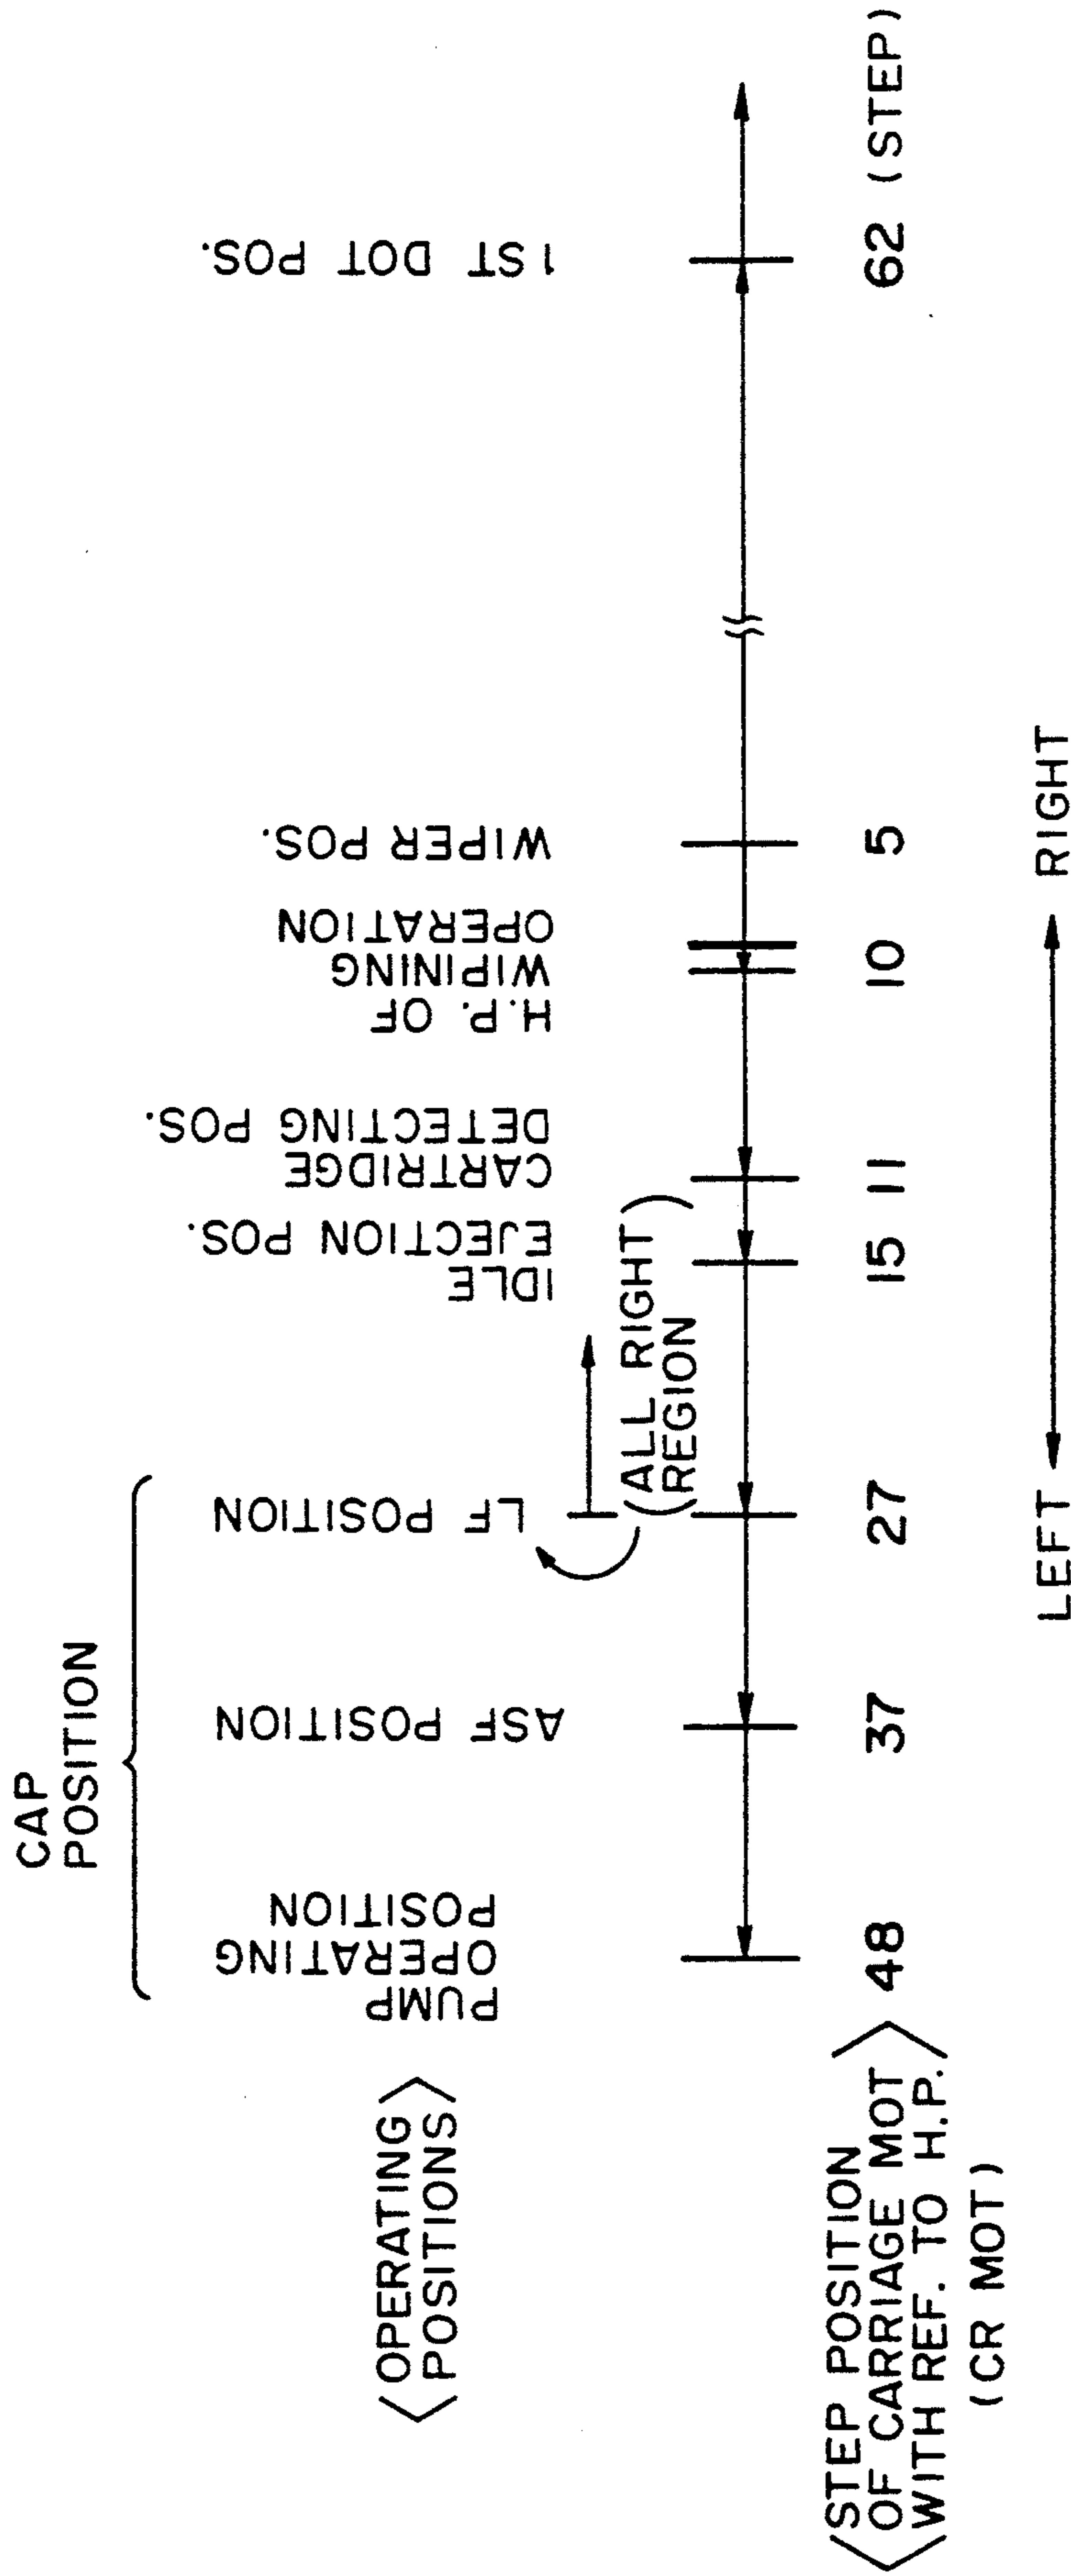 CAP
POSITION
<OPERATING
POSITIONS>
PUMP
OPERATING
POSITION
ASF POSITION
LF POSITION
(ALL RIGHT
REGION)
IDLE
EJECTION POS.
CARTRIDGE
DETECTING POS.
H.P. OF
WIPINING
OPERATION
WIPER POS.
1ST DOT POS.
<STEP POSITION
OF CARRIAGE MOT
WITH REF. TO H.P.>
(CR MOT)
48 37 27 15 11 10 5 62 (STEP)
LEFT RIGHT